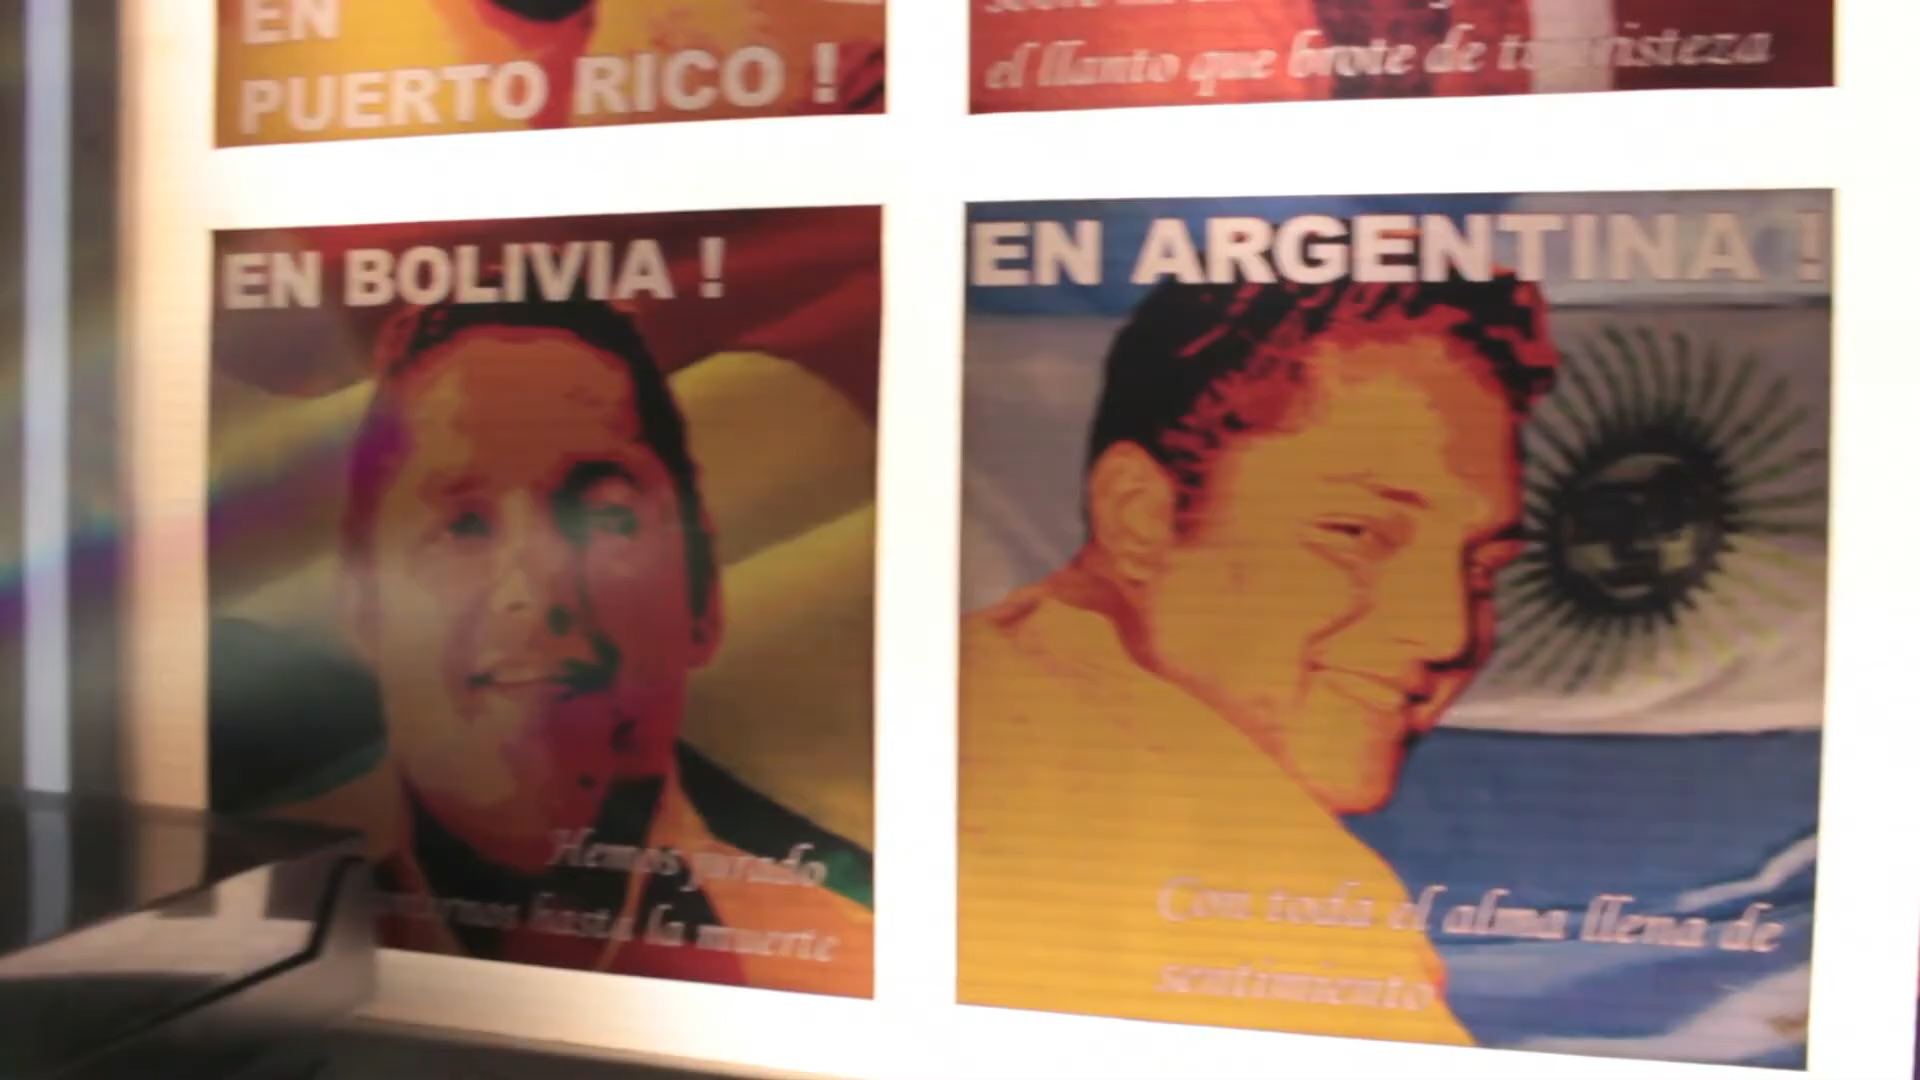 EN
PUERTO RICO !
el llanto que brote de tu tristeza
EN BOLIVIA !
Hemos jurado
hasta la muerte
EN ARGENTINA !
Con toda el alma llena de
sentimiento